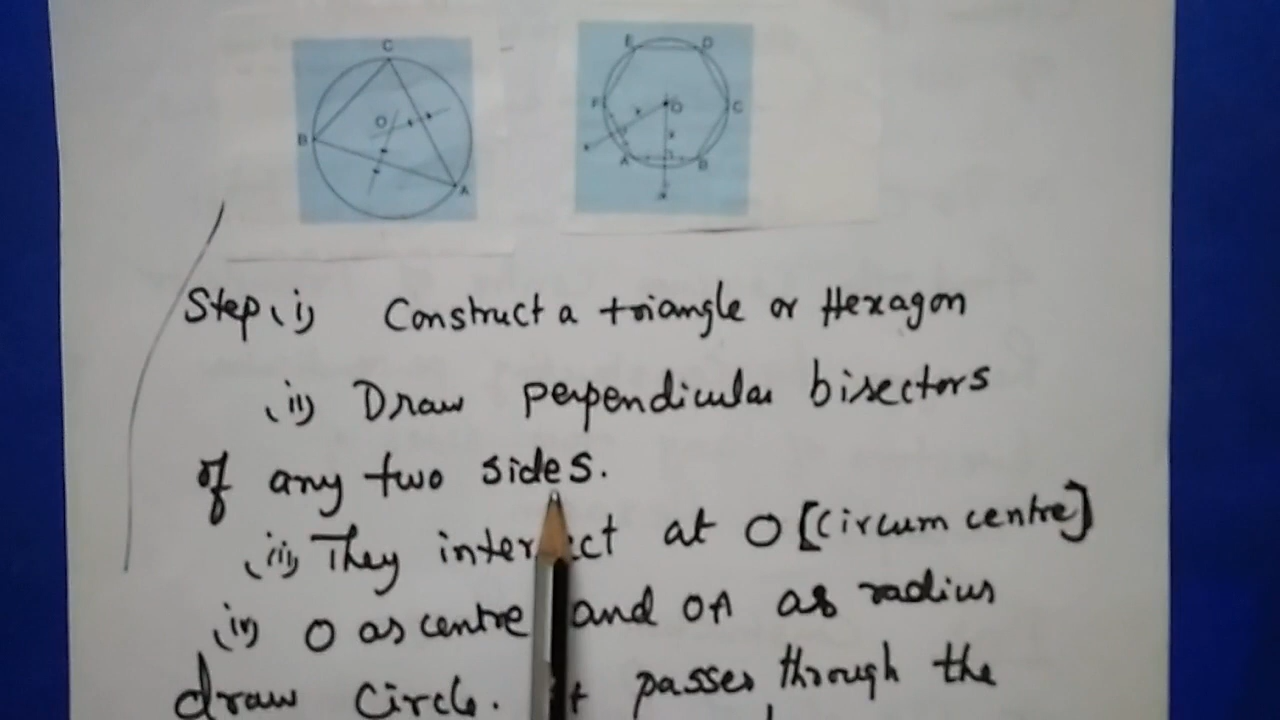 C
O
B
A
E D
F O C
A B
Step (i) Construct a triangle or Hexagon
(ii) Draw perpendicular bisectors
of any two sides.
(iii) They at O [Circum centre]
(iv) O as centre and OA as radius
draw Circle. passes through the